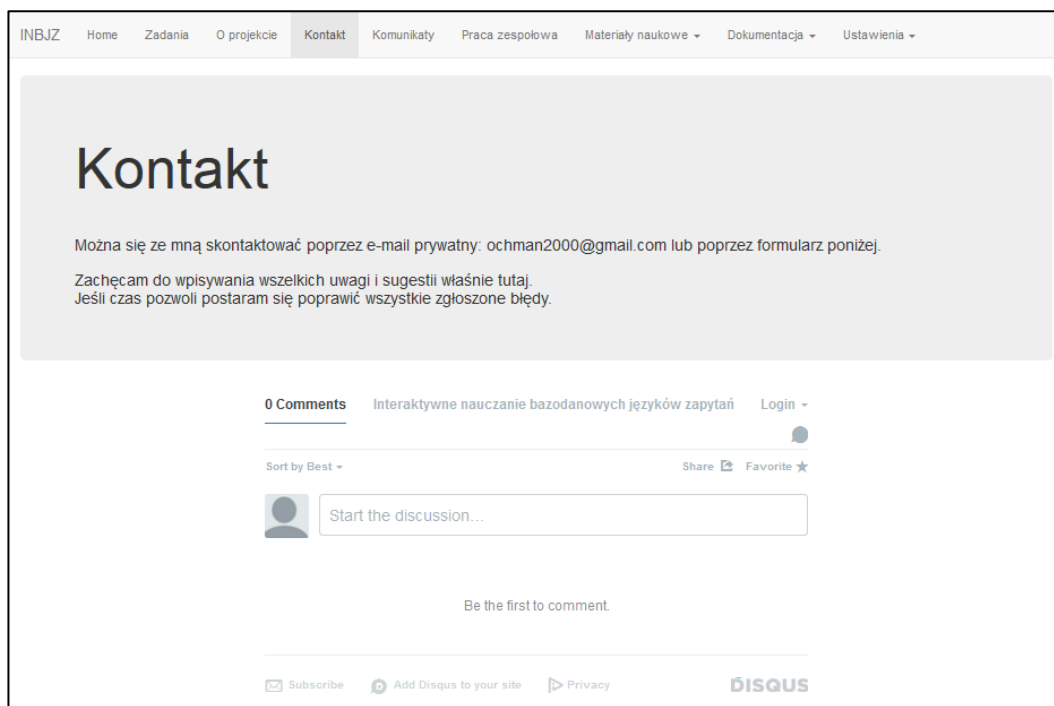 INBJZ Home Zadania O projekcie Kontakt Komunikaty Praca zespołowa Materiały naukowe Dokumentacja Ustawienia
Kontakt
Można się ze mną skontaktować poprzez e-mail prywatny: ochman2000@gmail.com lub poprzez formularz poniżej.
Zachęcam do wpisywania wszelkich uwagi i sugestii właśnie tutaj.
Jeśli czas pozwoli postaram się poprawić wszystkie zgłoszone błędy.
0 Comments Interaktywne nauczanie bazodanowych języków zapytań Login
Sort by Best Share Favorite
Start the discussion...
Be the first to comment.
Subscribe Add Disqus to your site Privacy DISQUS